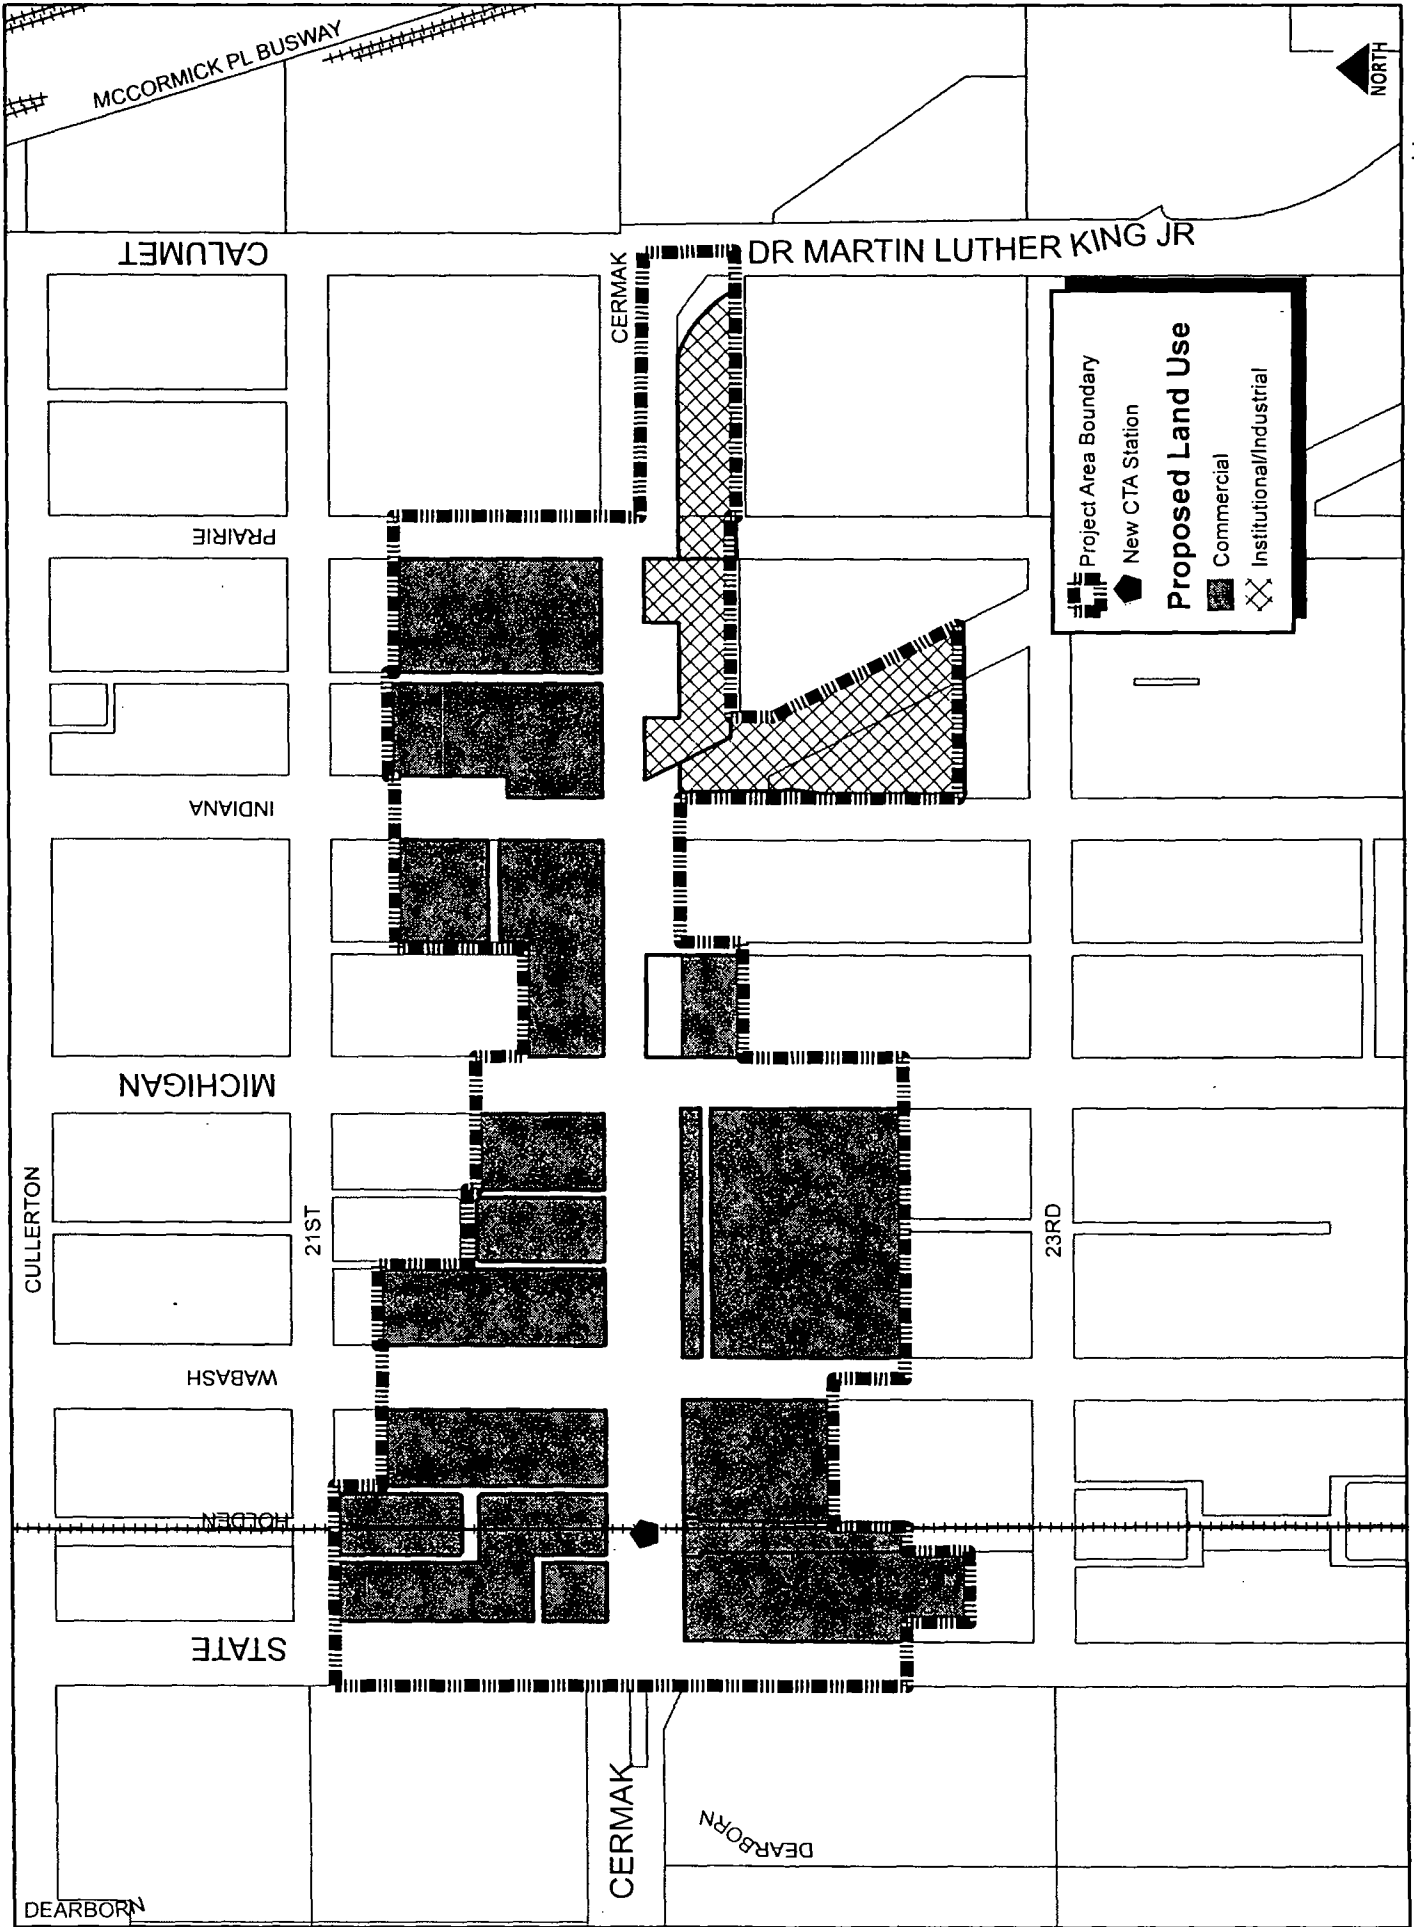 MCCORMICK PL BUSWAY
NORTH
CALUMET
CERMAK
DR MARTIN LUTHER KING JR
PRAIRIE
INDIANA
MICHIGAN
CULLERTON
21ST
23RD
WABASH
HOLDEN
STATE
CERMAK
DEARBORN
DEARBORN
Project Area Boundary
New CTA Station
Proposed Land Use
Commercial
Institutional/Industrial